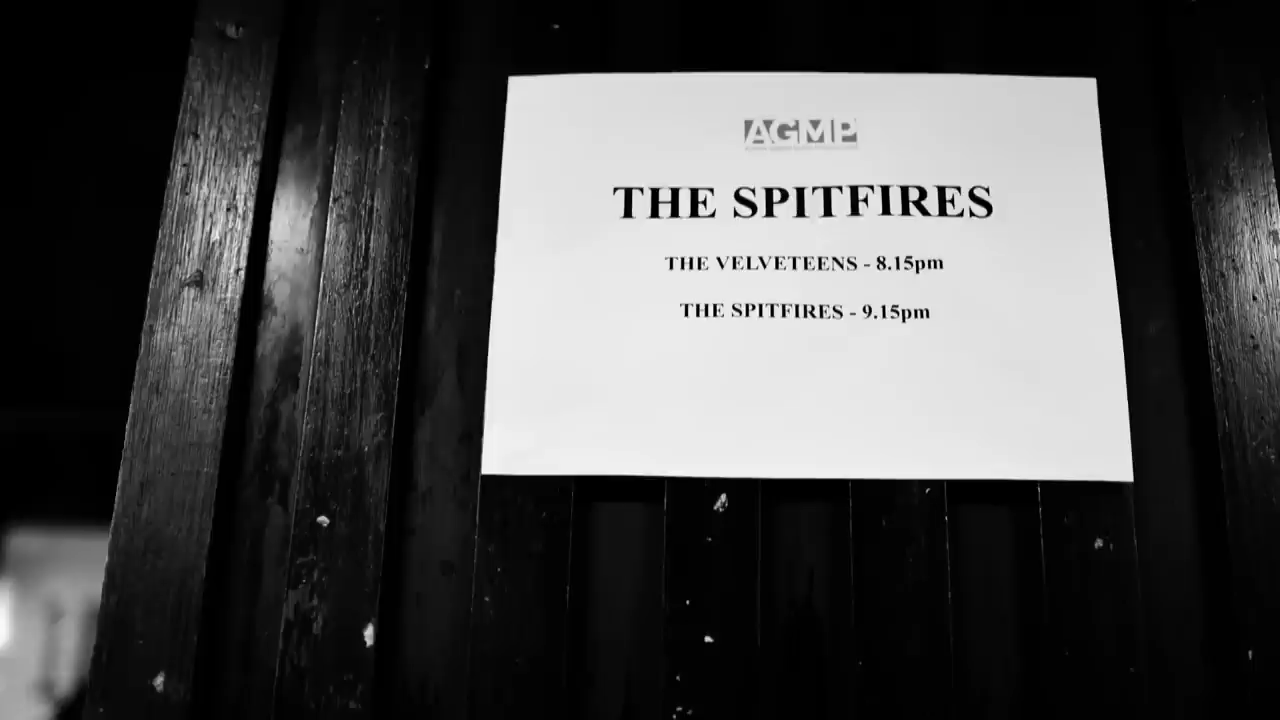 AGMP
THE SPITFIRES
THE VELVETEENS - 8.15pm
THE SPITFIRES - 9.15pm